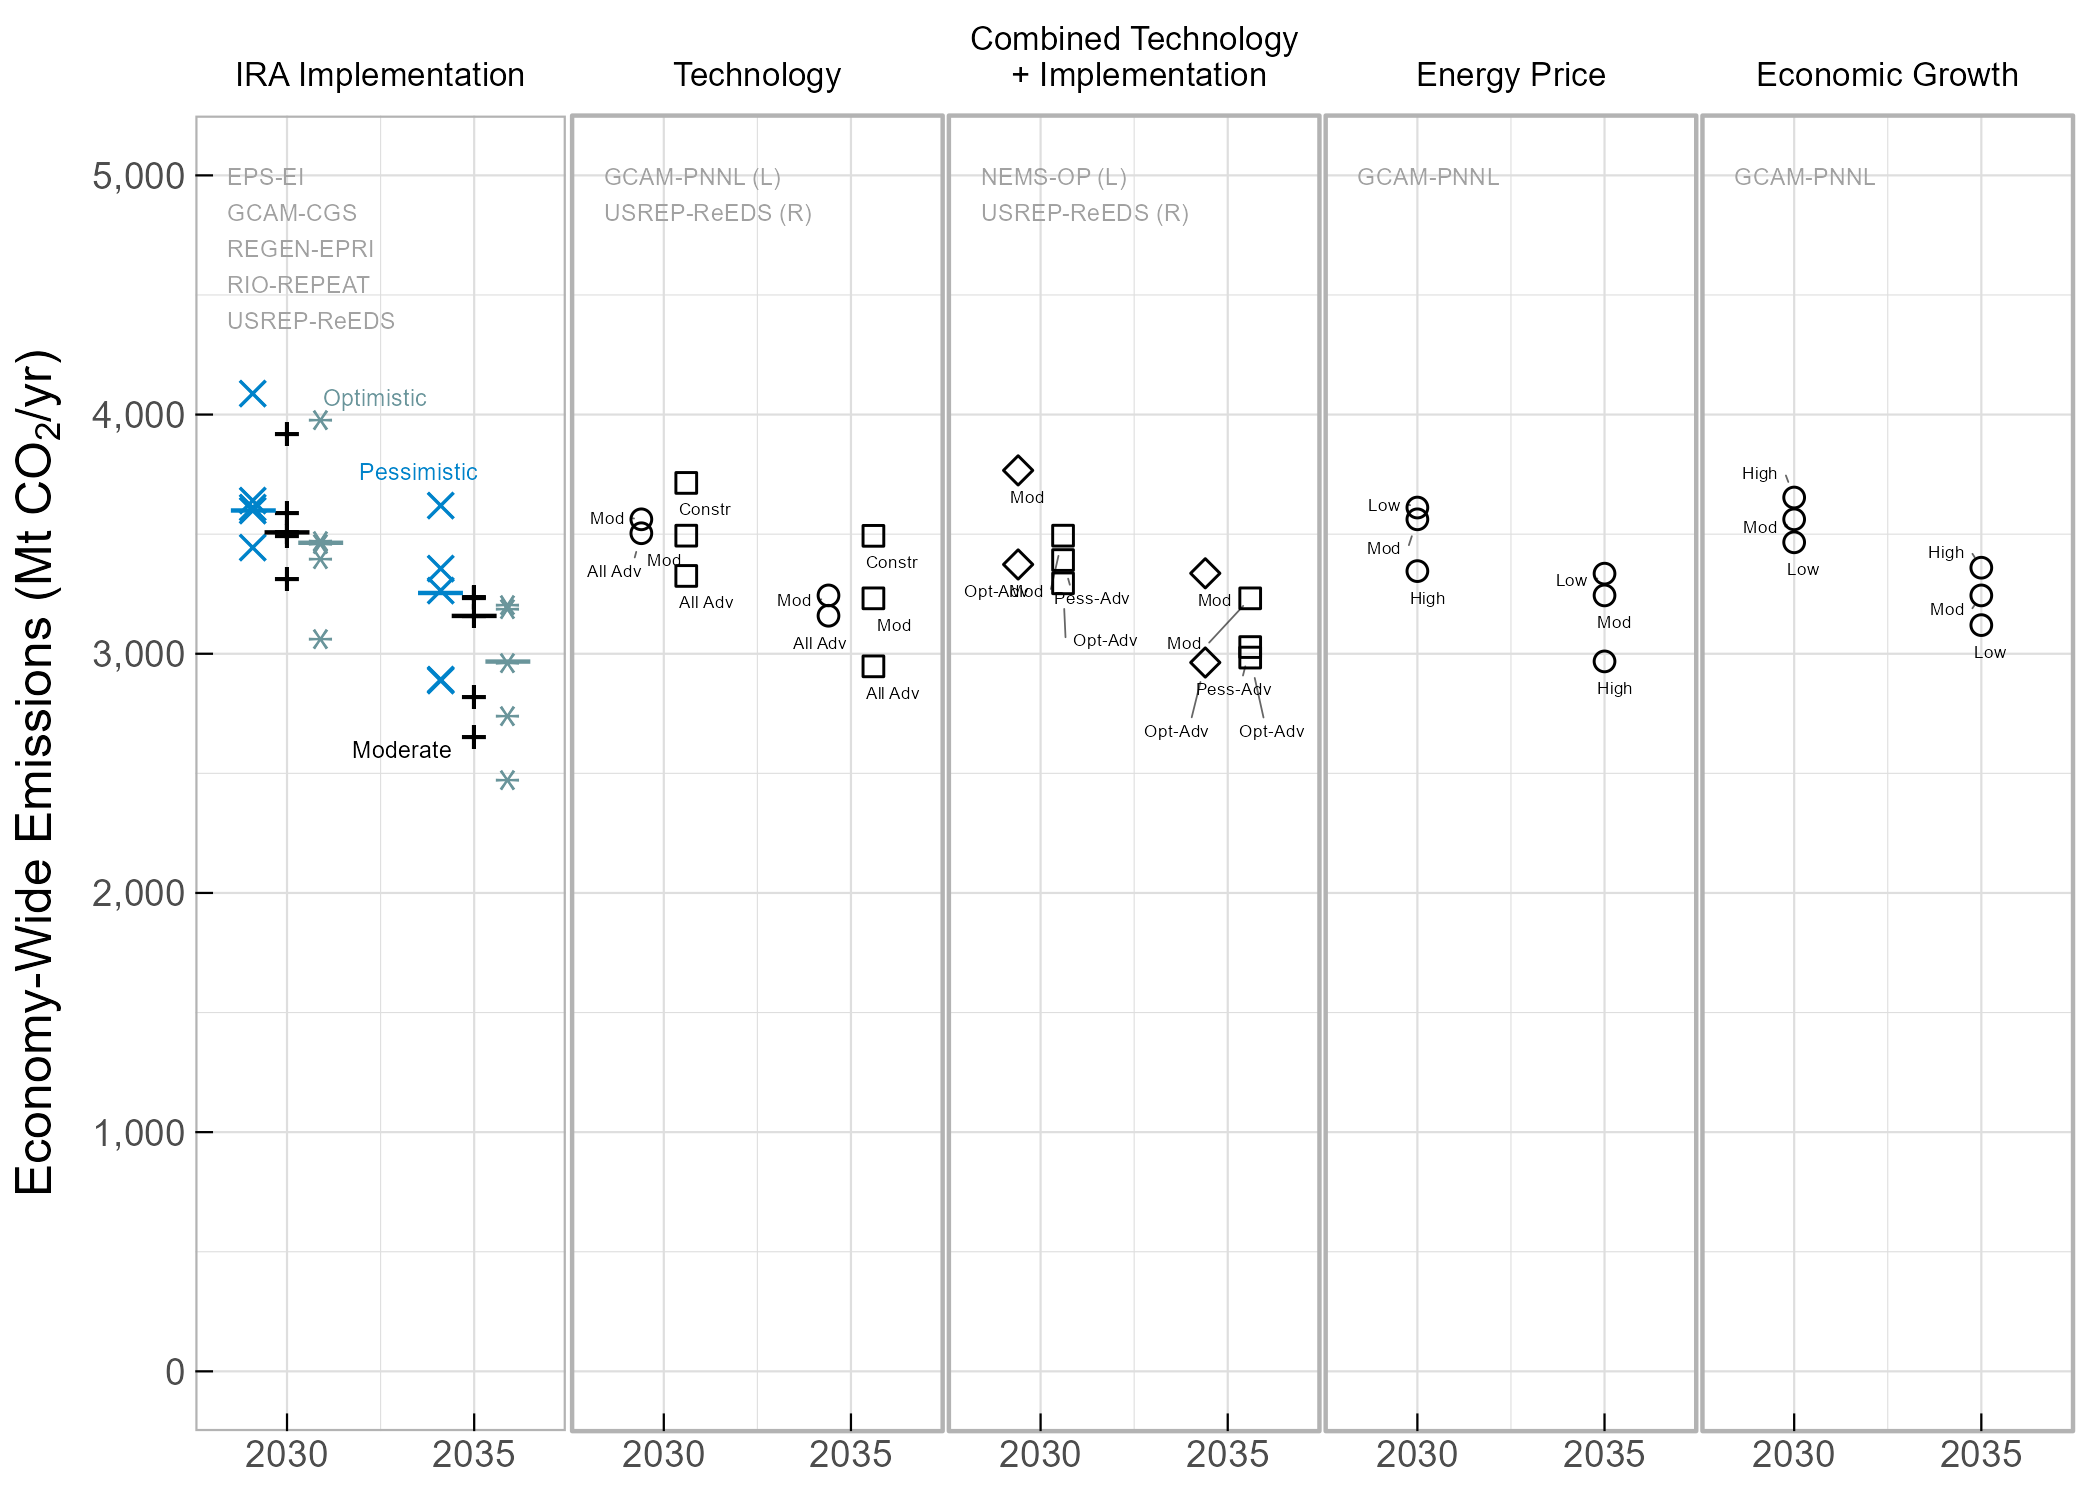 Combined Technology
IRA Implementation
Technology
+ Implementation
Energy Price
Economic Growth
Economy-Wide Emissions (Mt CO2/yr)
5,000
4,000
3,000
2,000
1,000
0
EPS-EI
GCAM-CGS
REGEN-EPRI
RIO-REPEAT
USREP-ReEDS
Optimistic
Pessimistic
Moderate
2030
2035
GCAM-PNNL (L)
USREP-ReEDS (R)
Mod
Constr
Mod
All Adv
All Adv
Constr
Mod
Mod
All Adv
All Adv
2030
2035
NEMS-OP (L)
USREP-ReEDS (R)
Mod
Opt-Adv
Mod
Pess-Adv
Opt-Adv
Mod
Mod
Pess-Adv
Opt-Adv
Opt-Adv
2030
2035
GCAM-PNNL
Low
Mod
High
Low
Mod
High
2030
2035
GCAM-PNNL
High
Mod
Low
High
Mod
Low
2030
2035